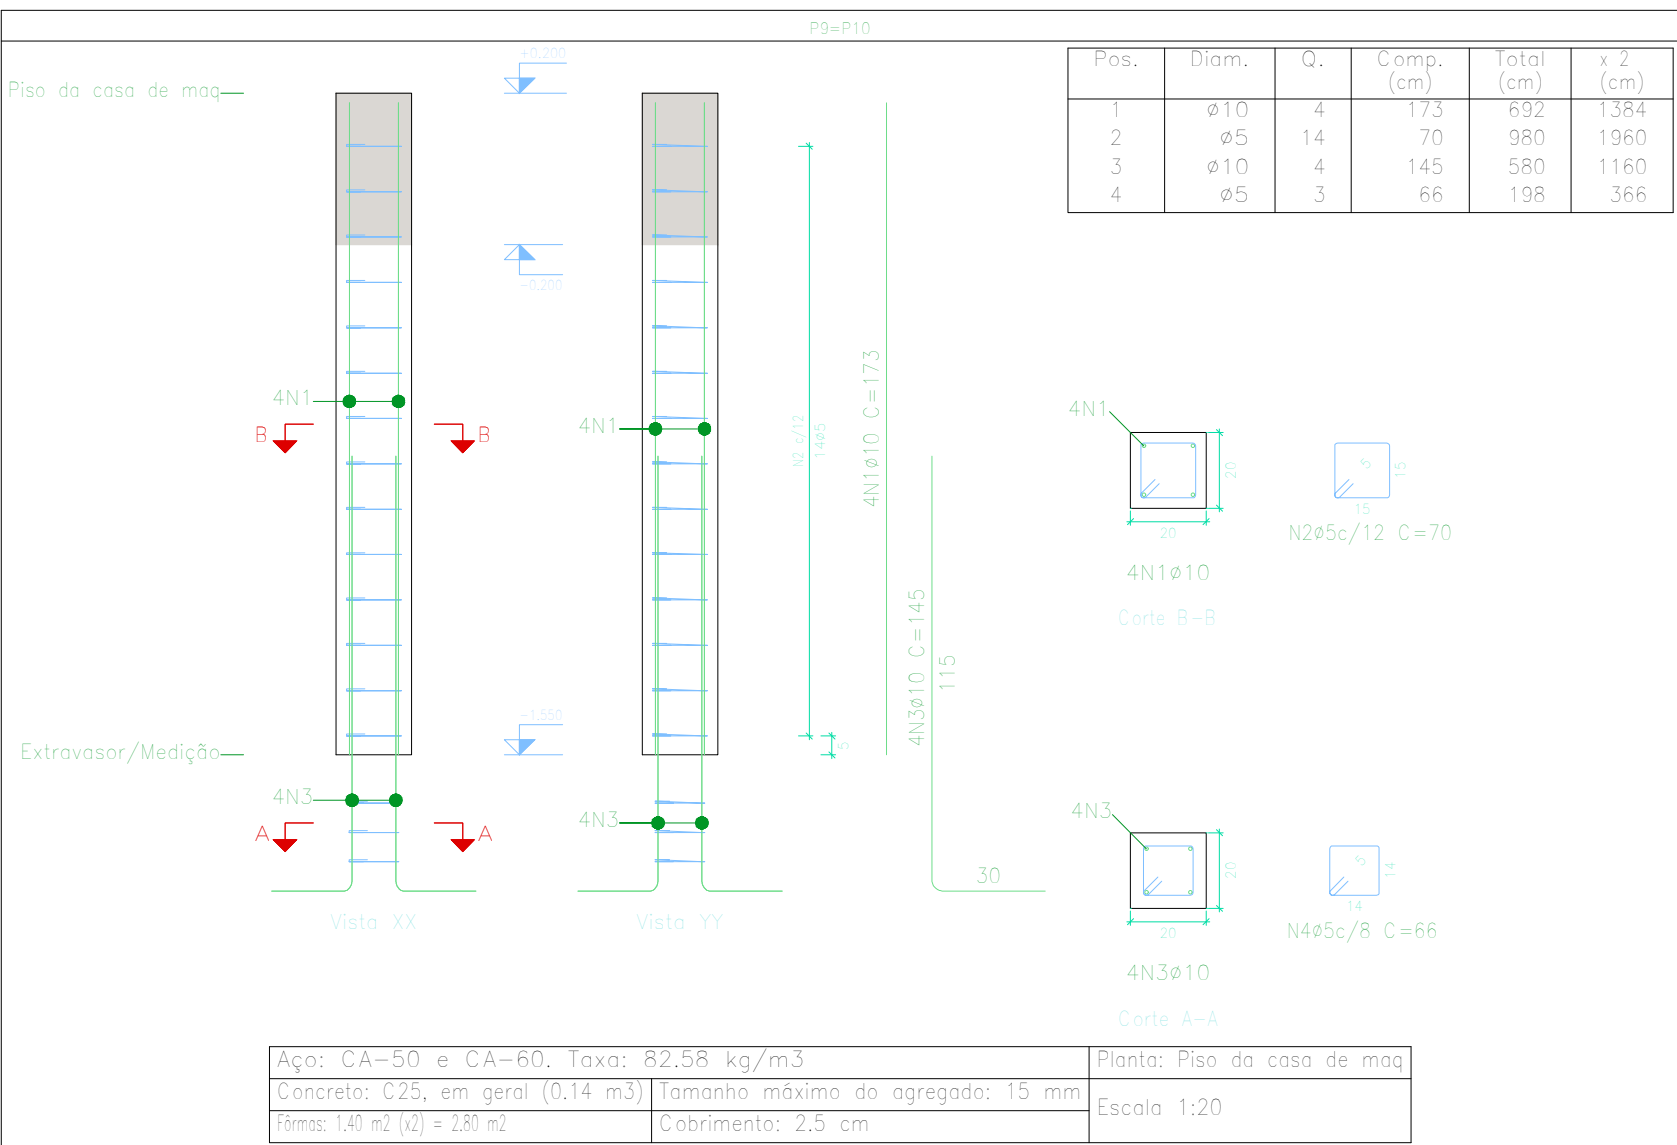 P9=P10
Pos. Diam. Q. Comp. (cm) Total (cm) x 2 (cm)
1 ø10 4 173 692 1384
2 ø5 14 70 980 1960
3 ø10 4 145 580 1160
4 ø5 3 66 198 366
+0.200
Piso da casa de maq
-0.200
4N1
B B
4N1
N2 c/12
14ø5
4N1ø10 C=173
-1.550
Extravasor/Medição
5
4N3ø10 C=145
115
30
4N3
A A
4N3
Vista XX
Vista YY
4N1
20
20
4N1ø10
Corte B-B
5
15
15
N2ø5c/12 C=70
4N3
20
20
4N3ø10
Corte A-A
5
14
14
N4ø5c/8 C=66
Aço: CA-50 e CA-60. Taxa: 82.58 kg/m3
Planta: Piso da casa de maq
Concreto: C25, em geral (0.14 m3)
Tamanho máximo do agregado: 15 mm
Escala 1:20
Fôrmas: 1.40 m2 (x2) = 2.80 m2
Cobrimento: 2.5 cm